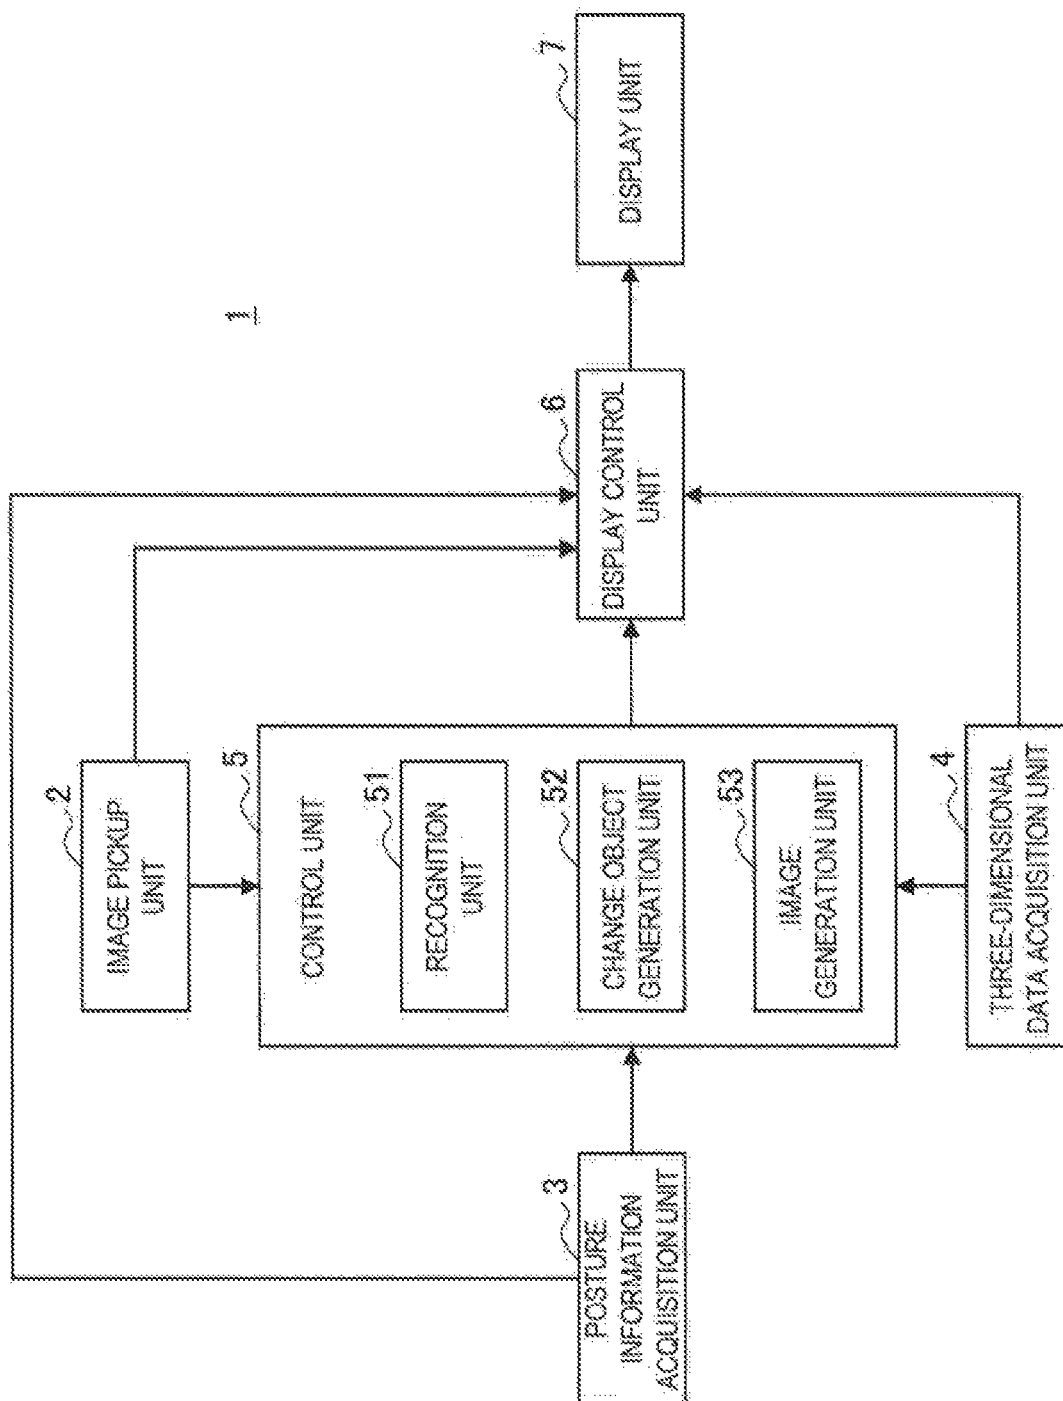 1
2
IMAGE PICKUP
UNIT
3
POSTURE
INFORMATION
ACQUISITION UNIT
5
CONTROL UNIT
51
RECOGNITION
UNIT
52
CHANGE OBJECT
GENERATION UNIT
53
IMAGE
GENERATION UNIT
4
THREE-DIMENSIONAL
DATA ACQUISITION UNIT
6
DISPLAY CONTROL
UNIT
7
DISPLAY UNIT